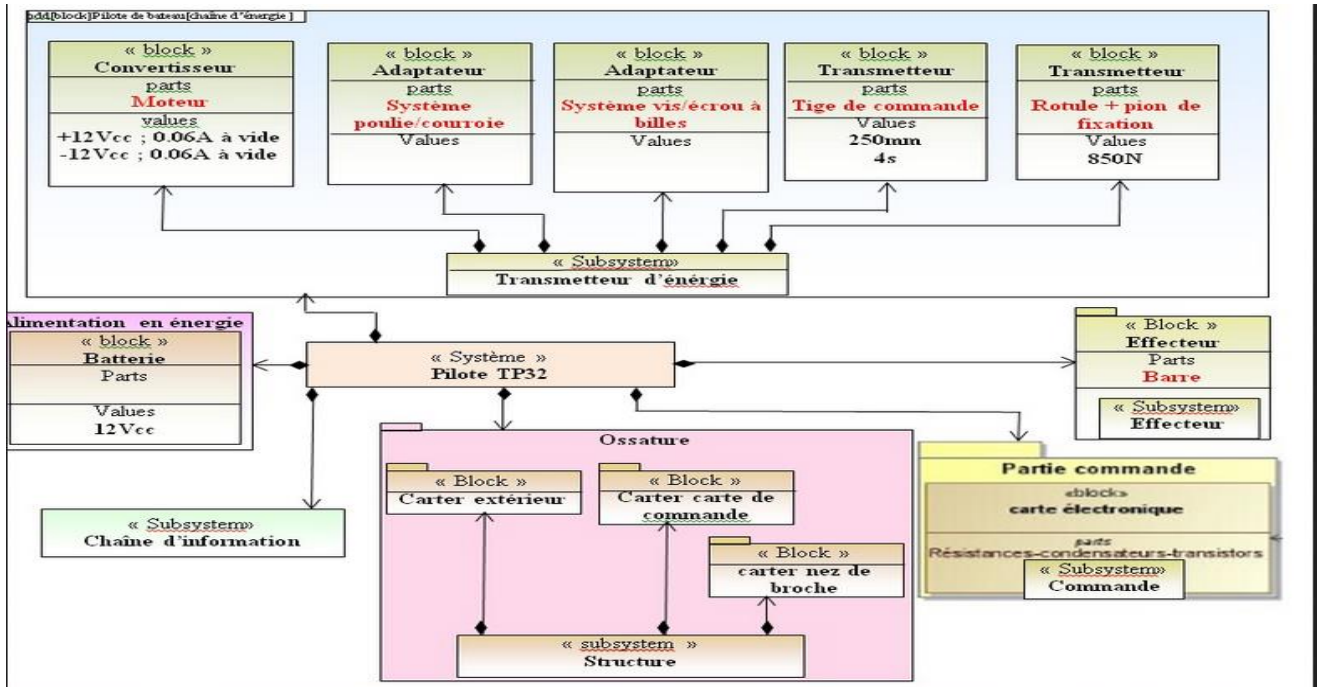 bdd[block]Pilote de bateau[chaîne d'énergie ]
« block »
Convertisseur
parts
Moteur
values
+12Vcc ; 0.06A à vide
-12Vcc ; 0.06A à vide
« block »
Adaptateur
parts
Système
poulie/courroie
Values
« block »
Adaptateur
parts
Système vis/écrou à
billes
Values
« block »
Transmetteur
parts
Tige de commande
Values
250mm
4s
« block »
Transmetteur
parts
Rotule + pion de
fixation
Values
850N
« Subsystem»
Transmetteur d'énérgie
Alimentation en énergie
« block »
Batterie
Parts
Values
12Vcc
« Système »
Pilote TP32
« Block »
Effecteur
Parts
Barre
« Subsystem»
Effecteur
« Subsystem»
Chaîne d'information
Ossature
« Block »
Carter extérieur
« Block »
Carter carte de
commande
« Block »
carter nez de
broche
« subsystem »
Structure
Partie commande
«block»
carte électronique
parts
Résistances-condensateurs-transistors
« Subsystem»
Commande